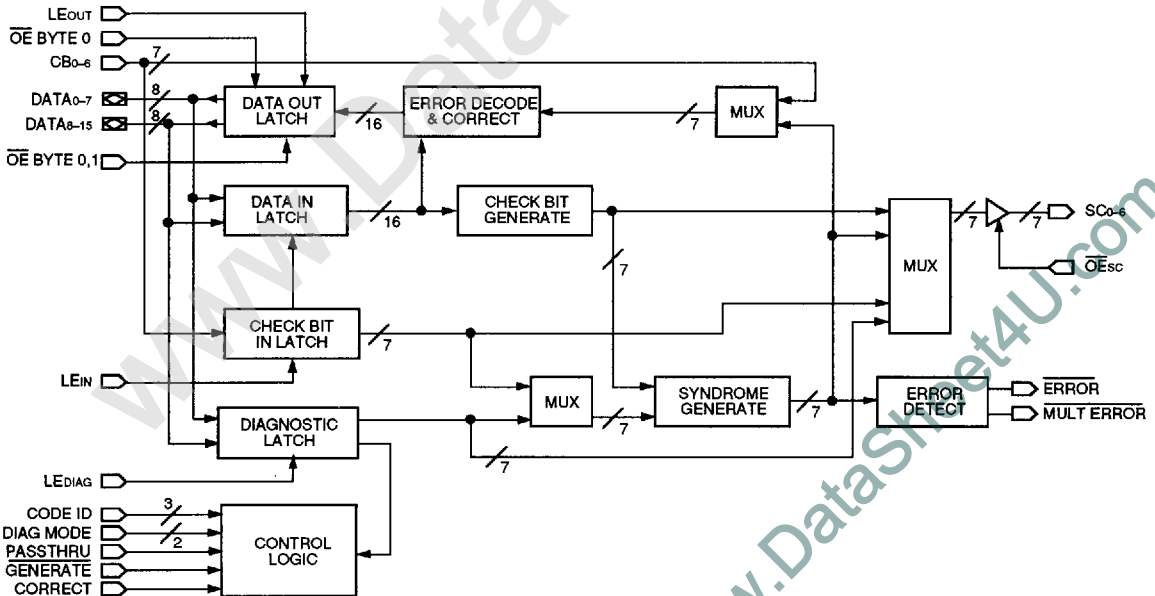 LEOUT
OE BYTE 0
CB0–6
7
DATA0–7
8
DATA8–15
8
OE BYTE 0,1
DATA OUT
LATCH
16
ERROR DECODE
& CORRECT
7
MUX
DATA IN
LATCH
16
CHECK BIT
GENERATE
7
MUX
7
7
SC0–6
OESC
CHECK BIT
IN LATCH
7
LEIN
MUX
7
SYNDROME
GENERATE
7
ERROR
DETECT
ERROR
MULT ERROR
DIAGNOSTIC
LATCH
7
LEDIAG
CODE ID
3
DIAG MODE
2
PASSTHRU
GENERATE
CORRECT
CONTROL
LOGIC
www.Data
w.DataSheet4U.com